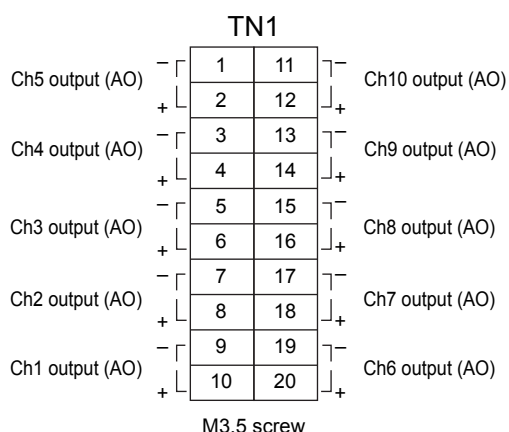 TN1
− 1 11 −
Ch5 output (AO) Ch10 output (AO)
+ 2 12 +
− 3 13 −
Ch4 output (AO) Ch9 output (AO)
+ 4 14 +
− 5 15 −
Ch3 output (AO) Ch8 output (AO)
+ 6 16 +
− 7 17 −
Ch2 output (AO) Ch7 output (AO)
+ 8 18 +
− 9 19 −
Ch1 output (AO) Ch6 output (AO)
+ 10 20 +
M3.5 screw